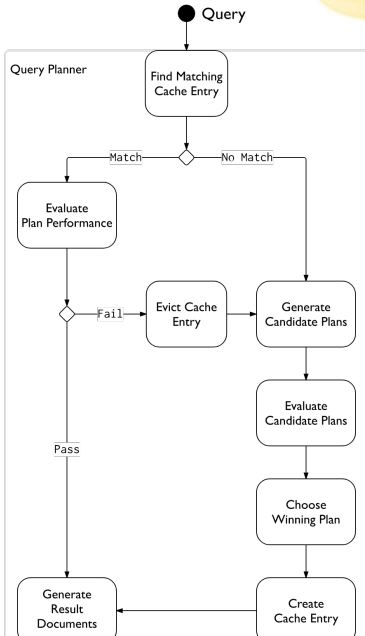 Query
Query Planner
Find Matching
Cache Entry
Match
No Match
Evaluate
Plan Performance
Fail
Evict Cache
Entry
Generate
Candidate Plans
Evaluate
Candidate Plans
Pass
Choose
Winning Plan
Generate
Result
Documents
Create
Cache Entry